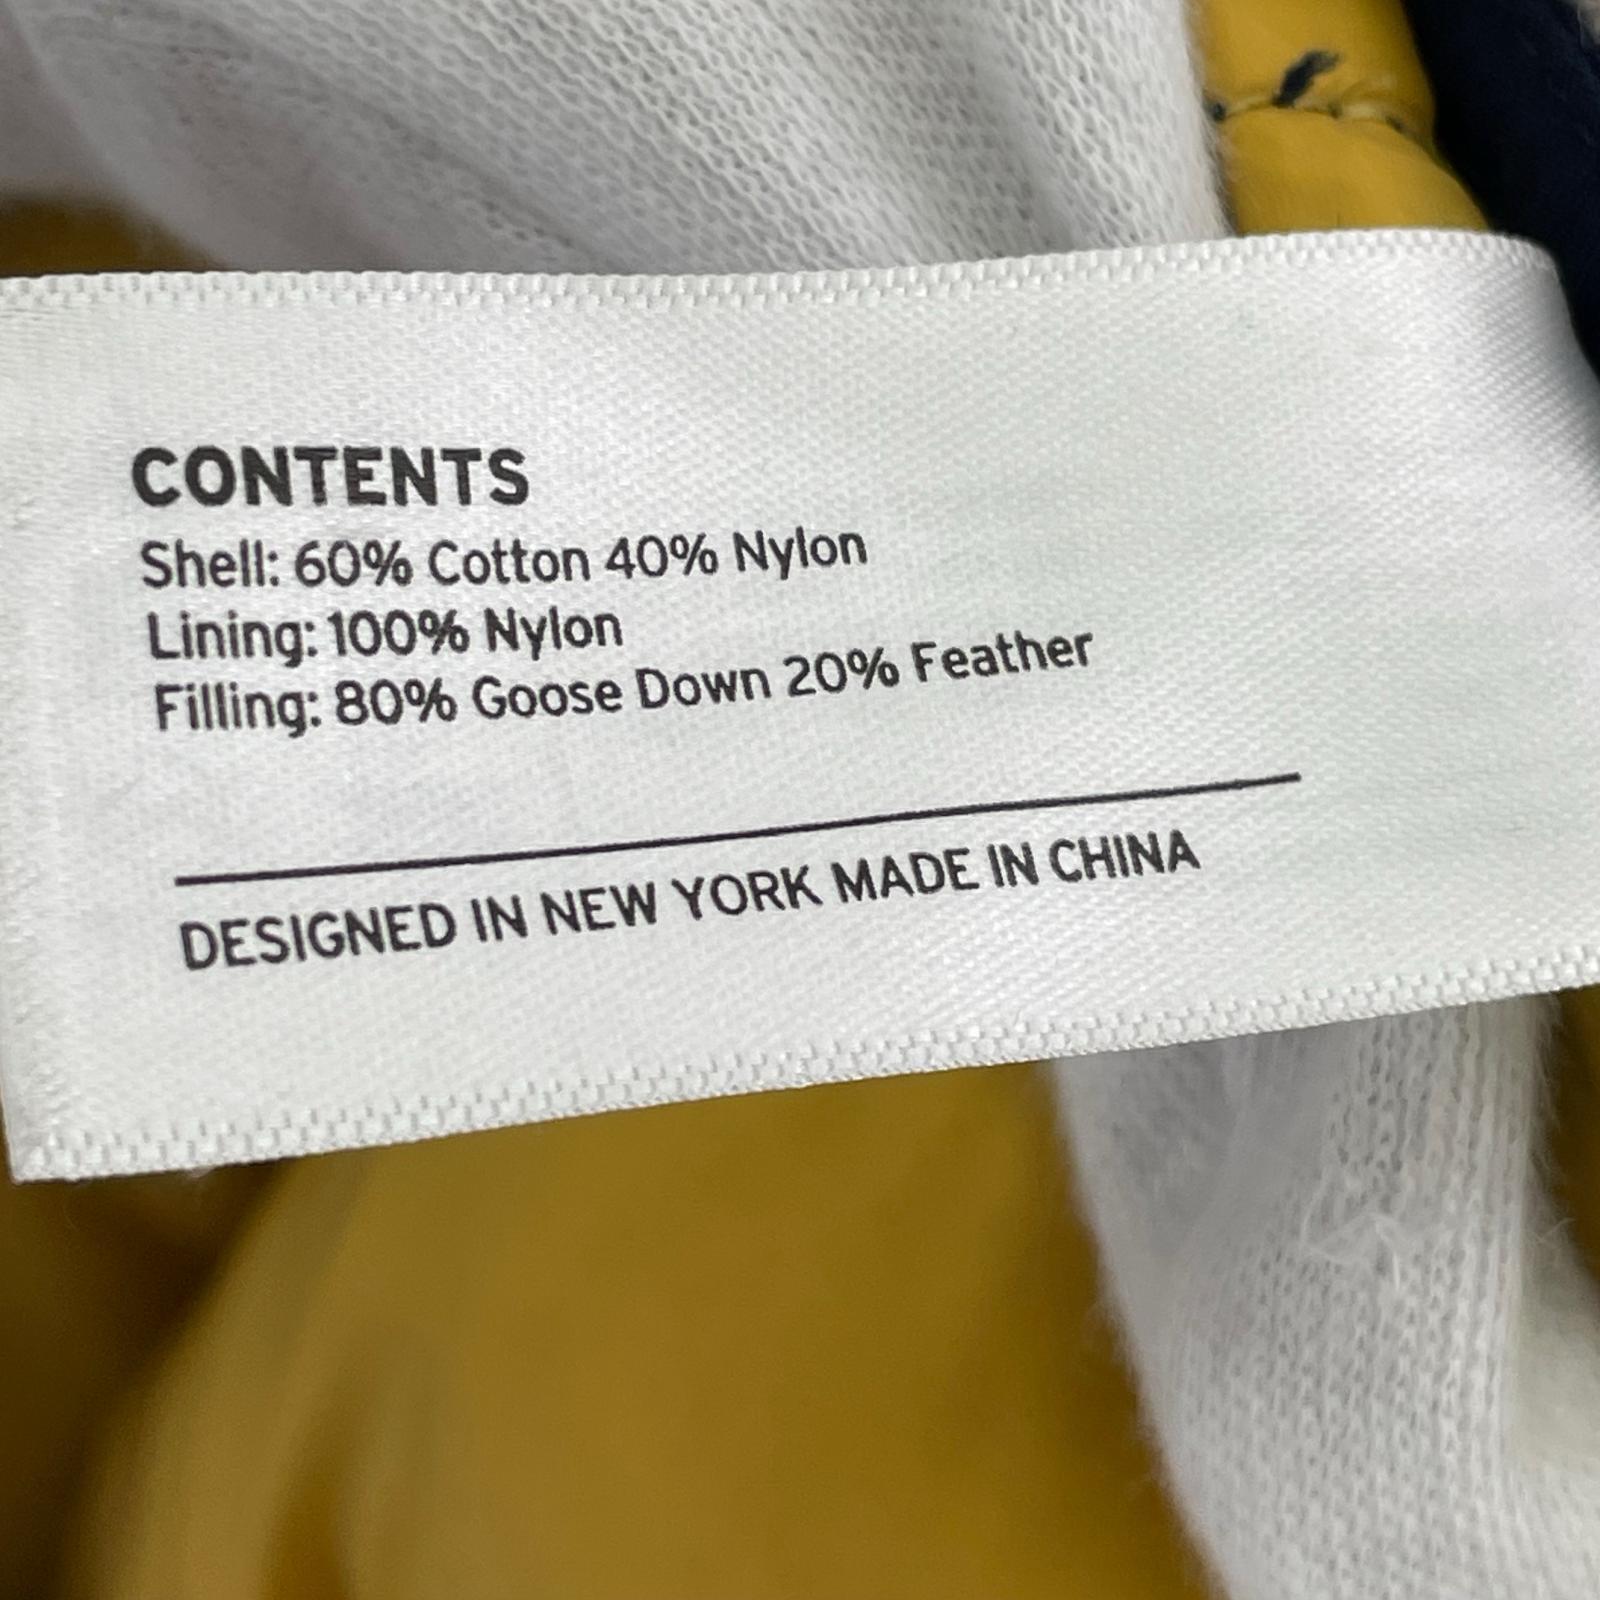 CONTENTS
Shell: 60% Cotton 40% Nylon
Lining: 100% Nylon
Filling: 80% Goose Down 20% Feather
DESIGNED IN NEW YORK MADE IN CHINA